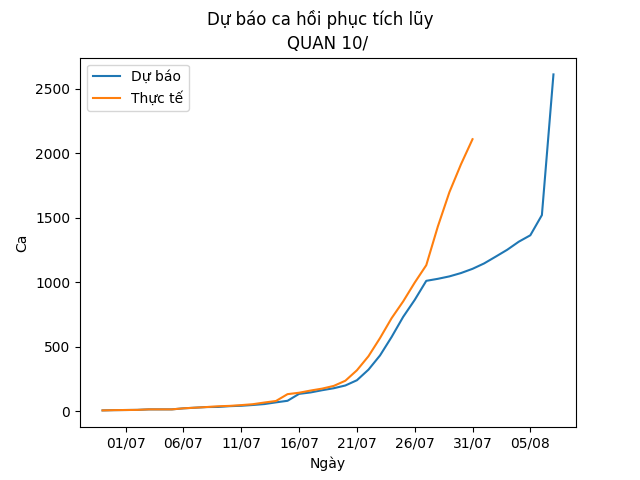 Dự báo ca hồi phục tích lũy
QUAN 10/
Dự báo
Thực tế
2500
2000
1500
1000
500
0
Ca
01/07 06/07 11/07 16/07 21/07 26/07 31/07 05/08
Ngày